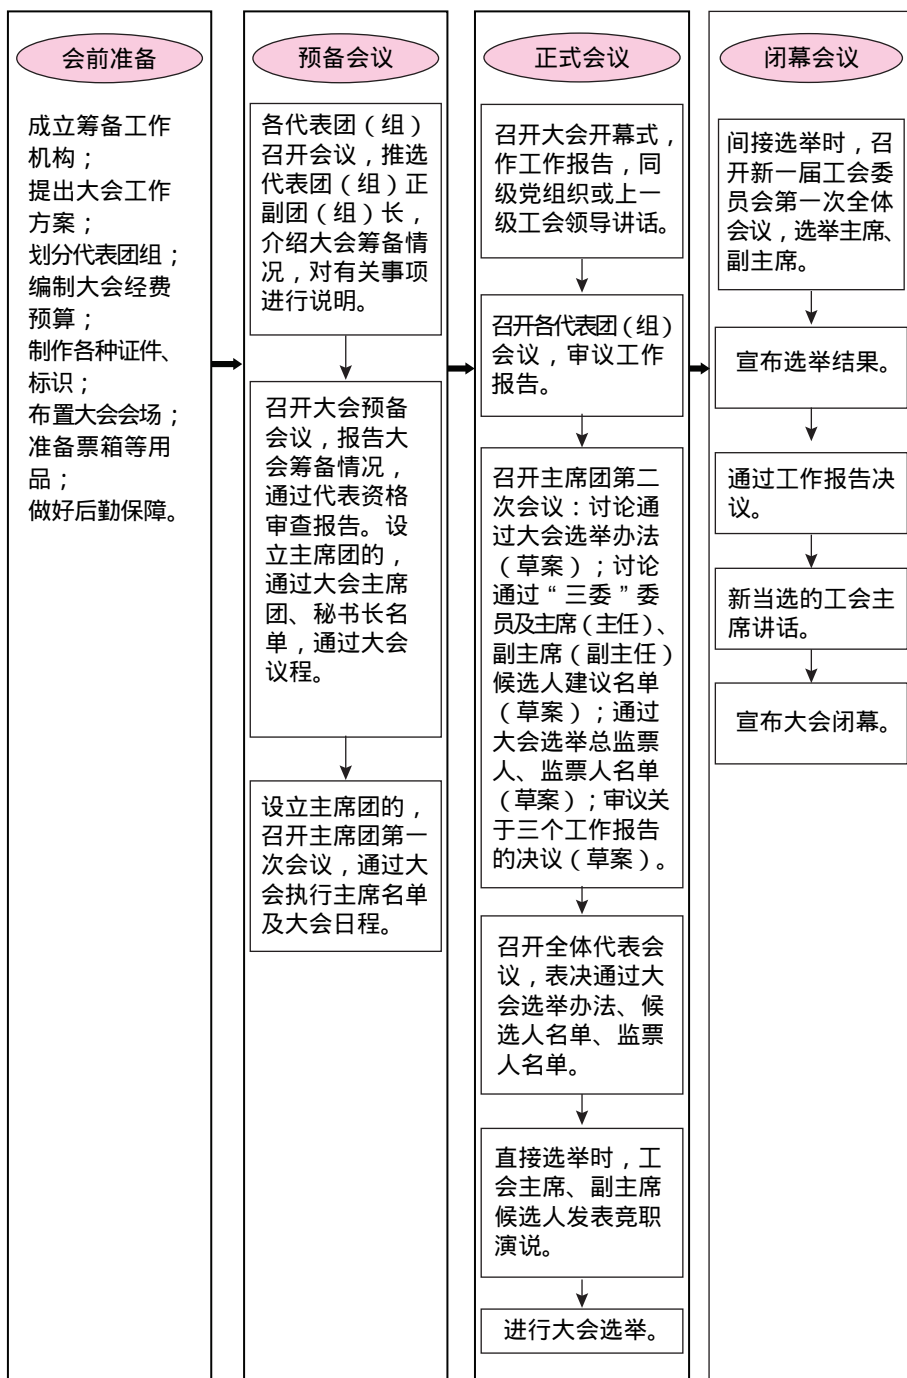 会前准备
成立筹备工作
机构；
提出大会工作
方案；
划分代表团组；
编制大会经费
预算；
制作各种证件、
标识；
布置大会会场；
准备票箱等用
品；
做好后勤保障。
预备会议
各代表团（组）
召开会议，推选
代表团（组）正
副团（组）长，
介绍大会筹备情
况，对有关事项
进行说明。
召开大会预备
会议，报告大
会筹备情况，
通过代表资格
审查报告。设
立主席团的，
通过大会主席
团、秘书长名
单，通过大会
议程。
设立主席团的，
召开主席团第一
次会议，通过大
会执行主席名单
及大会日程。
正式会议
召开大会开幕式，
作工作报告，同
级党组织或上一
级工会领导讲话。
召开各代表团（组）
会议，审议工作
报告。
召开主席团第二
次会议：讨论通
过大会选举办法
（草案）；讨论
通过“三委”委
员及主席（主任）、
副主席（副主任）
候选人建议名单
（草案）；通过
大会选举总监票
人、监票人名单
（草案）；审议关
于三个工作报告
的决议（草案）。
召开全体代表会
议，表决通过大
会选举办法、候
选人名单、监票
人名单。
直接选举时，工
会主席、副主席
候选人发表竞职
演说。
进行大会选举。
闭幕会议
间接选举时，召
开新一届工会委
员会第一次全体
会议，选举主席、
副主席。
宣布选举结果。
通过工作报告决
议。
新当选的工会主
席讲话。
宣布大会闭幕。